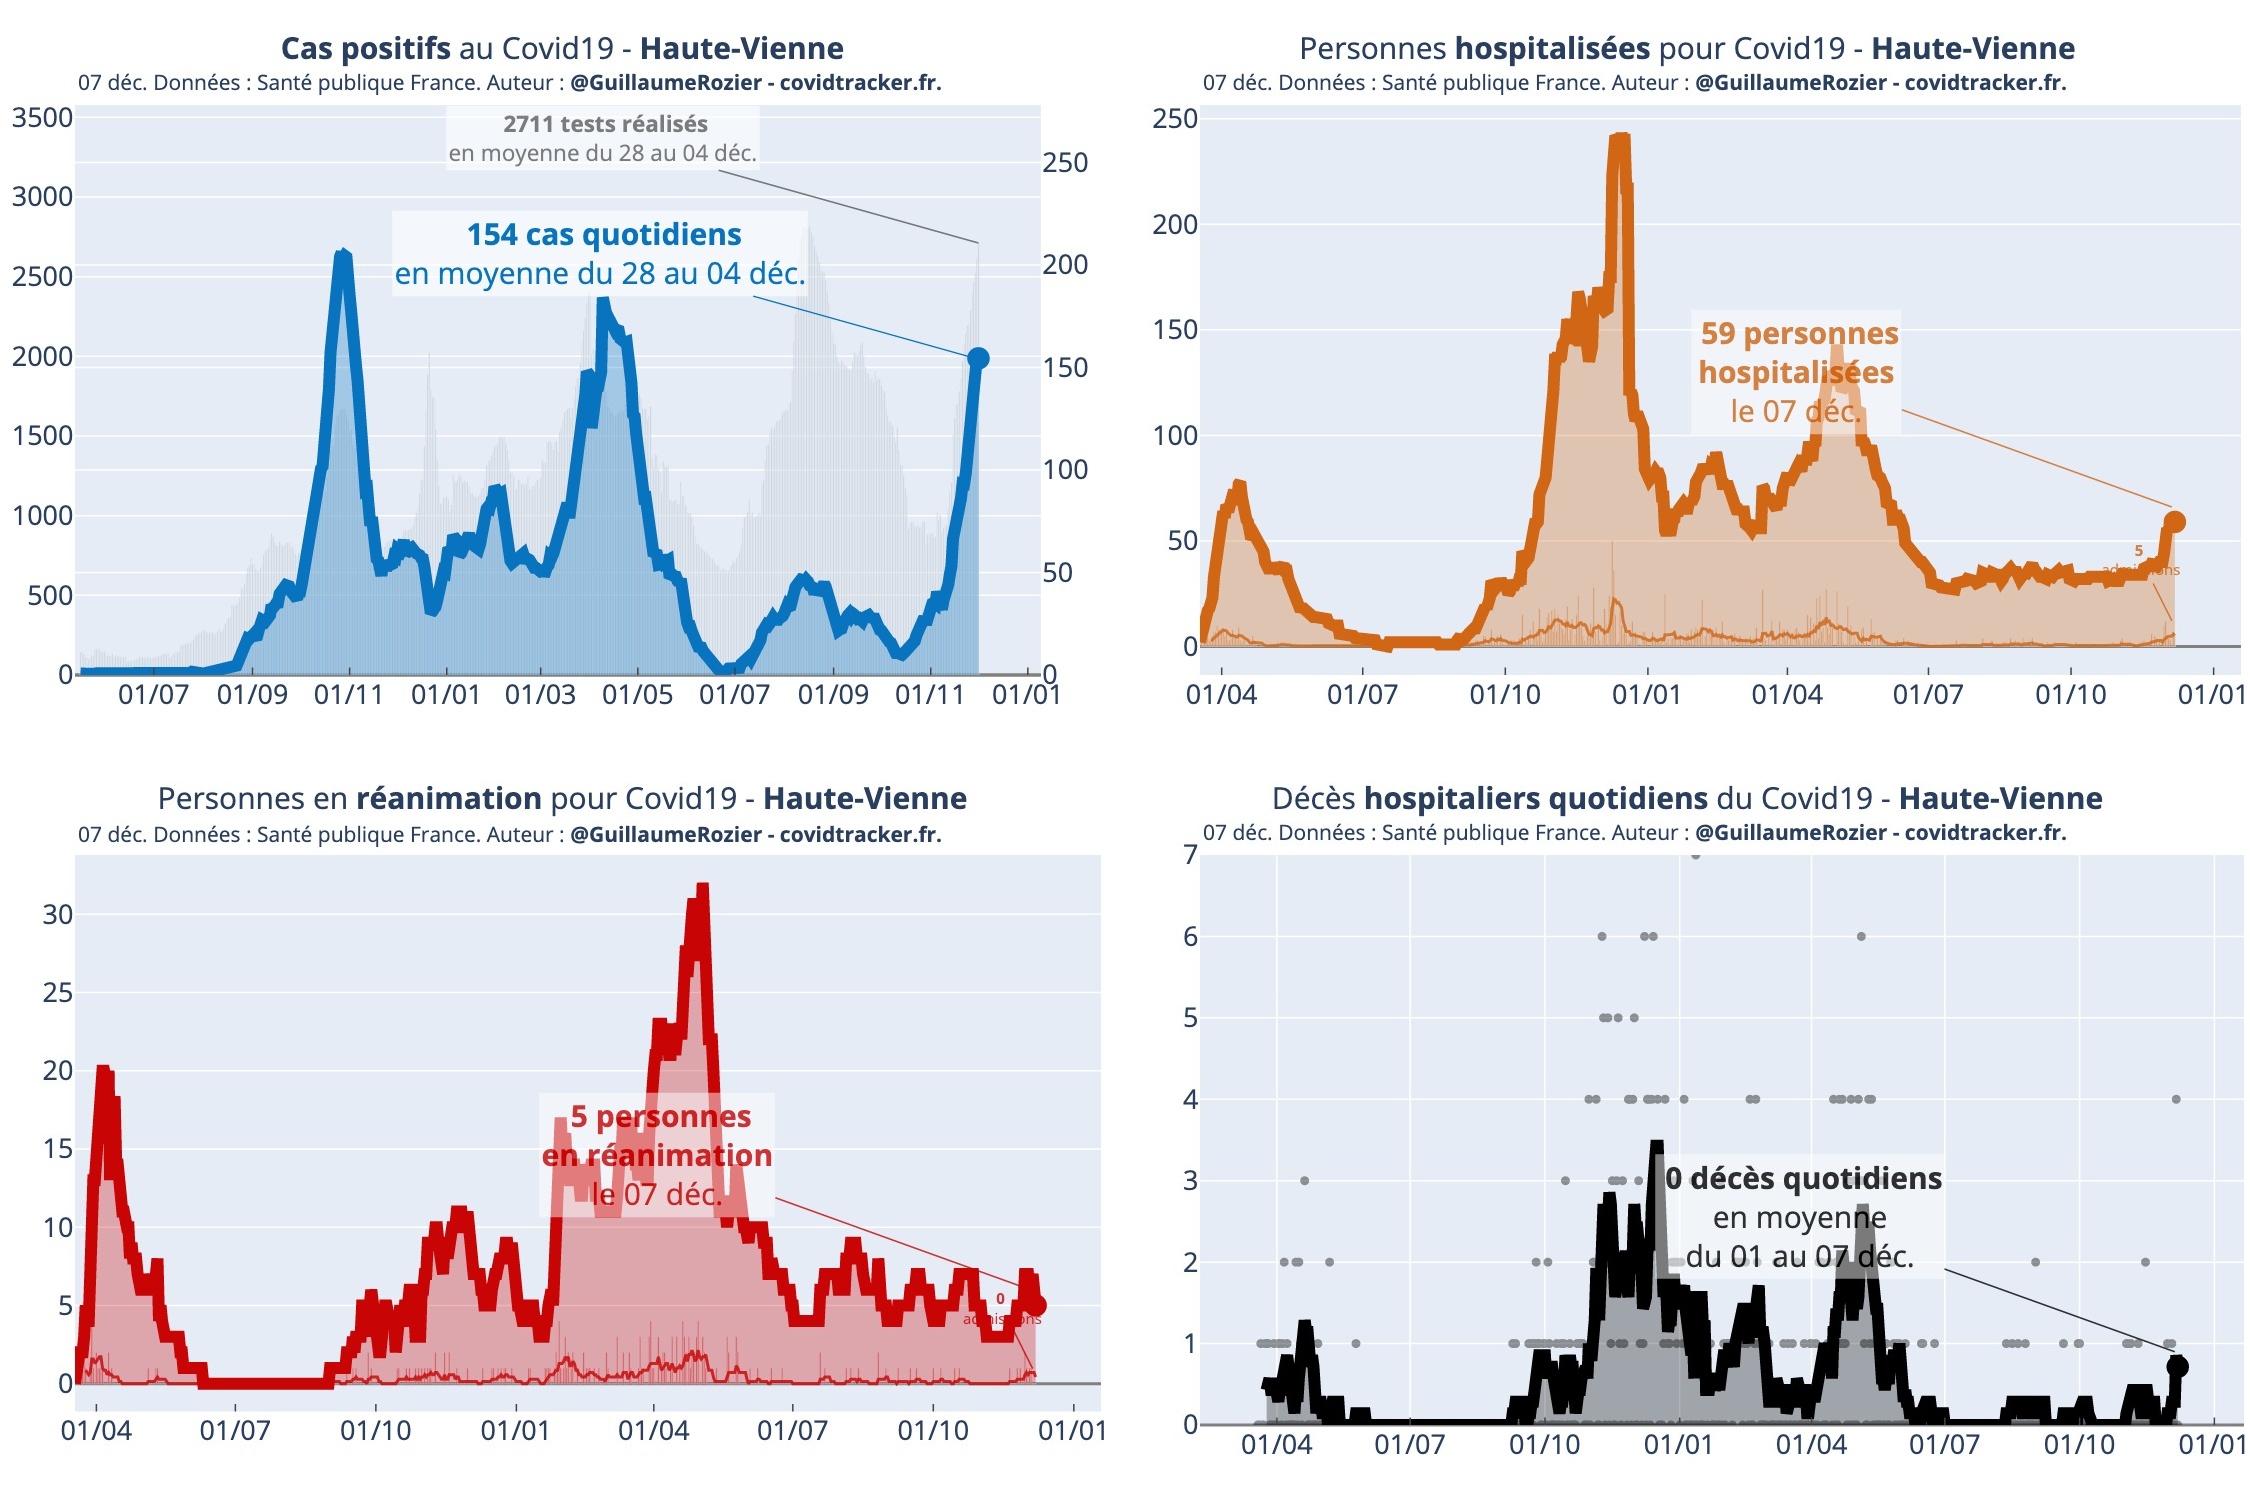 Cas positifs au Covid19 - Haute-Vienne
07 déc. Données : Santé publique France. Auteur : @GuillaumeRozier - covidtracker.fr.
2711 tests réalisés
en moyenne du 28 au 04 déc.
154 cas quotidiens
en moyenne du 28 au 04 déc.
3500
3000
2500
2000
1500
1000
500
0
250
200
150
100
50
0
01/07 01/09 01/11 01/01 01/03 01/05 01/07 01/09 01/11 01/01
Personnes hospitalisées pour Covid19 - Haute-Vienne
07 déc. Données : Santé publique France. Auteur : @GuillaumeRozier - covidtracker.fr.
250
200
150
100
50
0
59 personnes
hospitalisées
le 07 déc.
5
admissions
01/04 01/07 01/10 01/01 01/04 01/07 01/10 01/01
Personnes en réanimation pour Covid19 - Haute-Vienne
07 déc. Données : Santé publique France. Auteur : @GuillaumeRozier - covidtracker.fr.
30
25
20
15
10
5
0
5 personnes
en réanimation
le 07 déc.
0
admissions
01/04 01/07 01/10 01/01 01/04 01/07 01/10 01/01
Décès hospitaliers quotidiens du Covid19 - Haute-Vienne
07 déc. Données : Santé publique France. Auteur : @GuillaumeRozier - covidtracker.fr.
7
6
5
4
3
2
1
0
0 décès quotidiens
en moyenne
du 01 au 07 déc.
01/04 01/07 01/10 01/01 01/04 01/07 01/10 01/01